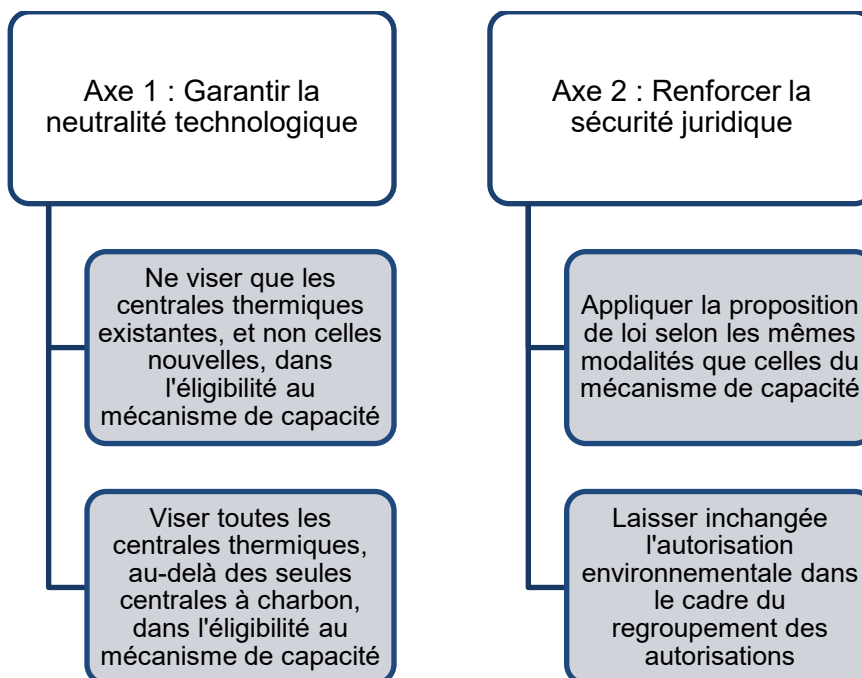 Axe 1 : Garantir la
neutralité technologique
Ne viser que les
centrales thermiques
existantes, et non celles
nouvelles, dans
l'éligibilité au
mécanisme de capacité
Viser toutes les
centrales thermiques,
au-delà des seules
centrales à charbon,
dans l'éligibilité au
mécanisme de capacité
Axe 2 : Renforcer la
sécurité juridique
Appliquer la proposition
de loi selon les mêmes
modalités que celles du
mécanisme de capacité
Laisser inchangée
l'autorisation
environnementale dans
le cadre du
regroupement des
autorisations